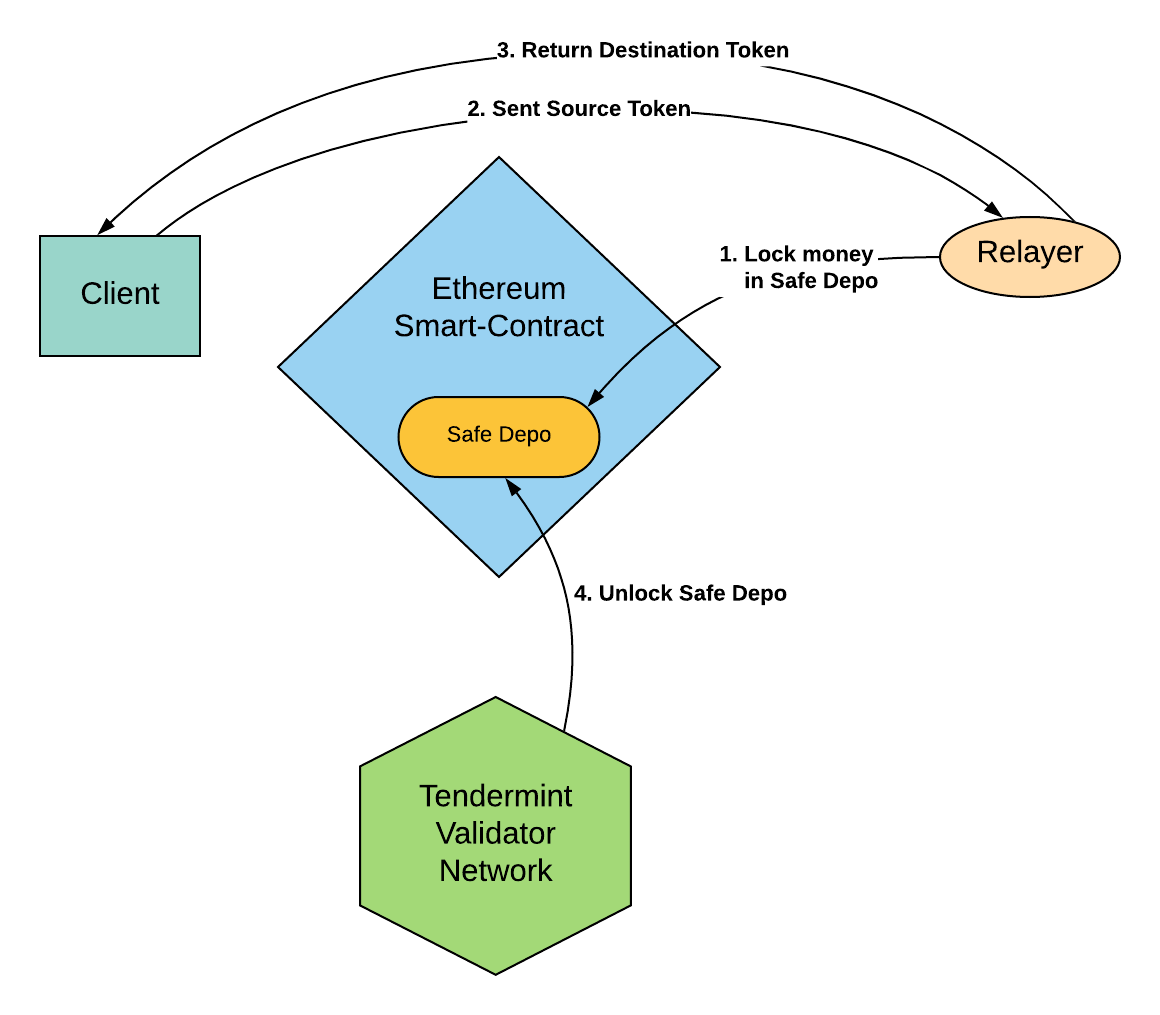 3. Return Destination Token
2. Sent Source Token
Client
Relayer
1. Lock money
in Safe Depo
Ethereum
Smart-Contract
Safe Depo
4. Unlock Safe Depo
Tendermint
Validator
Network